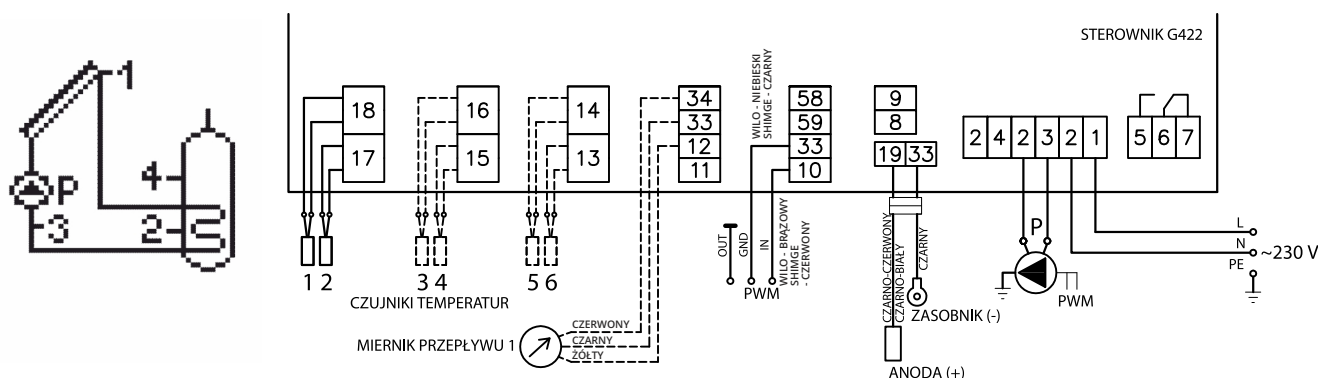 1
4
P
3
2
STEROWNIK G422
18
17
16
15
14
13
34
33
12
11
WILO - NIEBIESKI
SHIMGE - CZARNY
58
59
33
10
9
8
19 33
2 4 2 3 2 1
5 6 7
OUT
GND
IN
PWM
WILO - BRĄZOWY
SHIMGE
- CZERWONY
CZARNO-CZERWONY
CZARNO-BIAŁY
CZARNY
P
L
N
PE
~230 V
PWM
1 2
3 4
5 6
CZUJNIKI TEMPERATUR
ZASOBNIK (-)
MIERNIK PRZEPŁYWU 1
CZERWONY
CZARNY
ŻÓŁTY
ANODA (+)